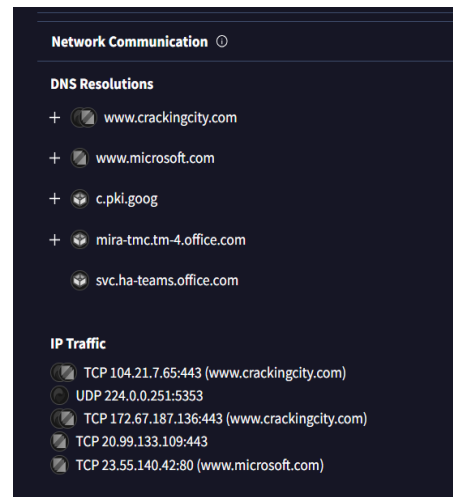 Network Communication
DNS Resolutions
+ www.crackingcity.com
+ www.microsoft.com
+ c.pki.goog
+ mira-tmc.tm-4.office.com
svc.ha-teams.office.com
IP Traffic
TCP 104.21.7.65:443 (www.crackingcity.com)
UDP 224.0.0.251:5353
TCP 172.67.187.136:443 (www.crackingcity.com)
TCP 20.99.133.109:443
TCP 23.55.140.42:80 (www.microsoft.com)